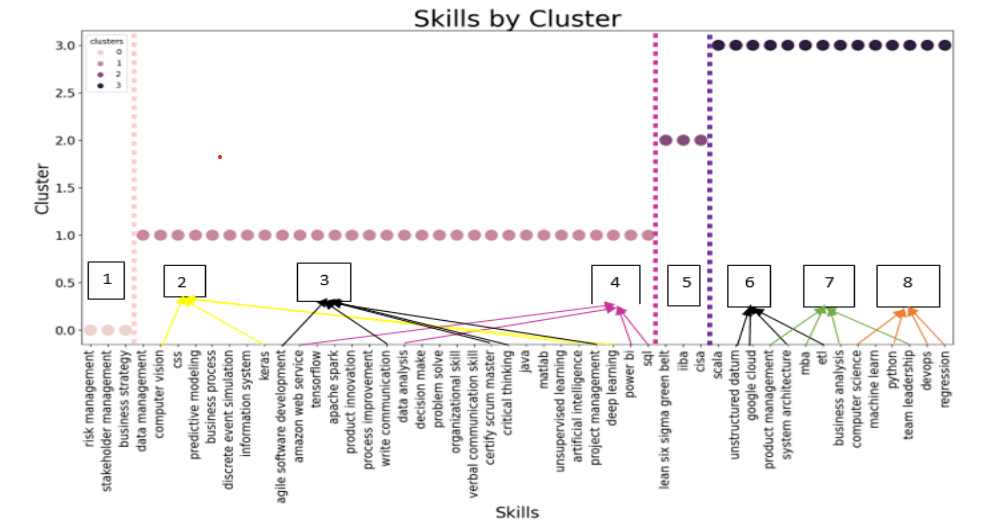 Skills by Cluster
clusters
0
1
2
3
3.0
2.5
2.0
1.5
1.0
0.5
0.0
Cluster
1
2
3
4
5
6
7
8
risk management
stakeholder management
business strategy
data management
computer vision
css
predictive modeling
business process
discrete event simulation
information system
keras
agile software development
amazon web service
tensorflow
apache spark
product innovation
process improvement
write communication
data analysis
decision make
problem solve
organizational skill
verbal communication skill
certify scrum master
critical thinking
java
matlab
unsupervised learning
artificial intelligence
project management
deep learning
power bi
sql
lean six sigma green belt
iiba
cisa
scala
unstructured datum
google cloud
product management
system architecture
mba
etl
business analysis
computer science
machine learn
python
team leadership
devops
regression
Skills